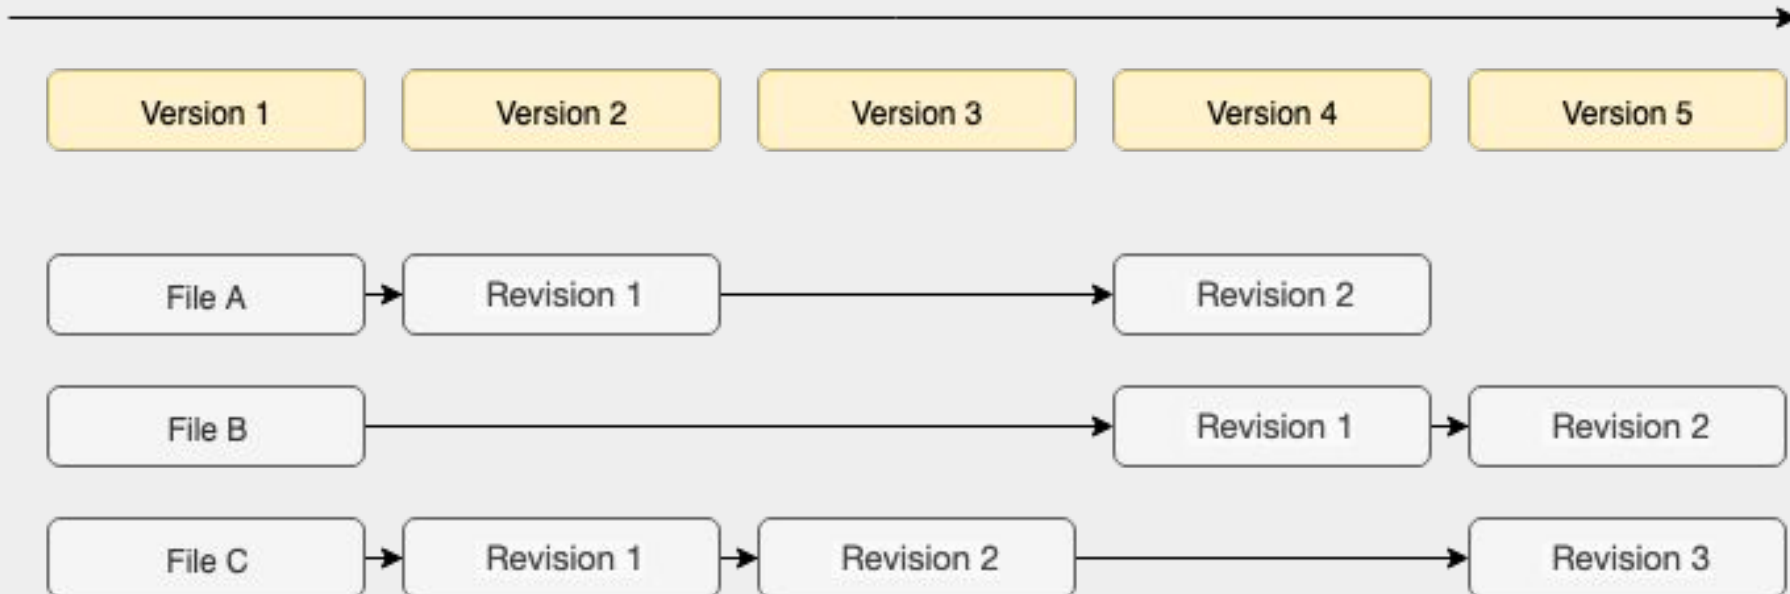 Version 1 Version 2 Version 3 Version 4 Version 5
File A Revision 1 Revision 2
File B Revision 1 Revision 2
File C Revision 1 Revision 2 Revision 3